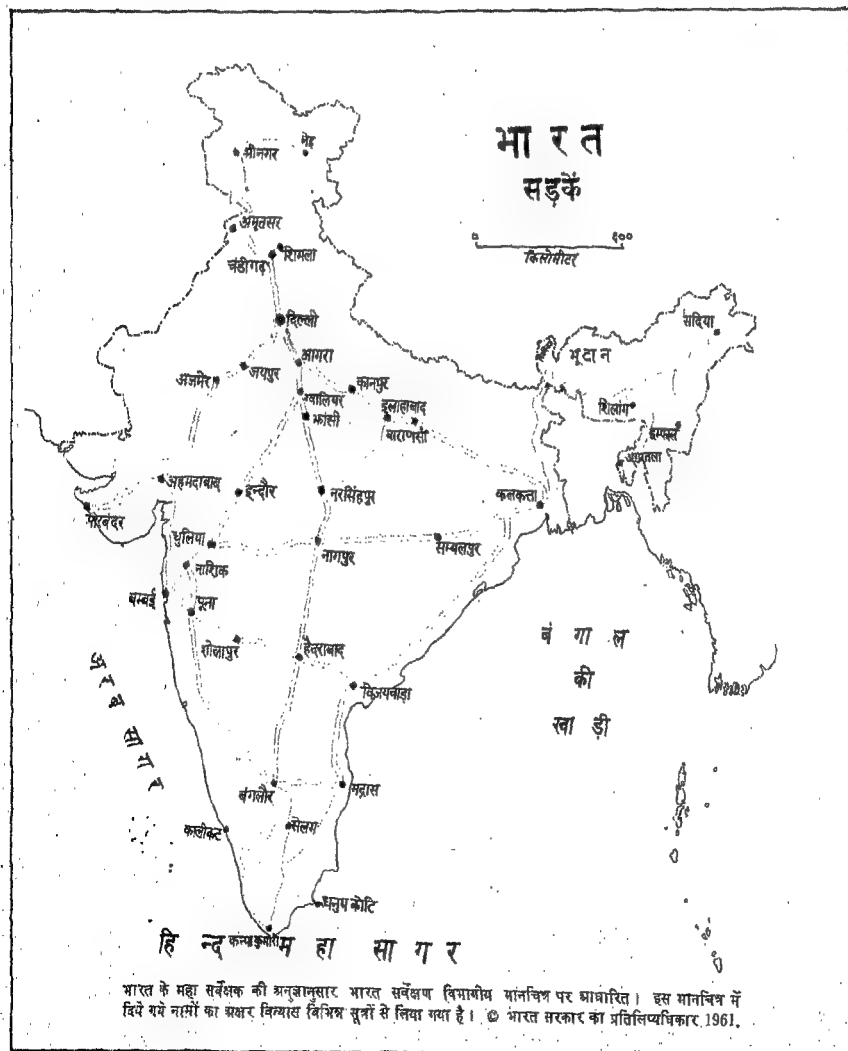 भारत
सड़कें
० ६००
किलोमीटर
श्रीनगर
लेह
अमृतसर
शिमला
चंडीगढ़
दिल्ली
सदिया
भूटान
आगरा
जयपुर
अजमेर
कानपुर
ग्वालियर
इलाहाबाद
झांसी
वाराणसी
शिलांग
इम्फाल
अगरतला
अहमदाबाद
इन्दौर
नरसिंहपुर
कलकत्ता
पोरबंदर
धुलिया
नागपुर
सम्बलपुर
नाशिक
बम्बई
पूना
शोलापुर
हैदराबाद
विजयवाड़ा
बंगाल
की
खाड़ी
अरब सागर
बंगलौर
मद्रास
कालीकट
सेलम
धनुषकोटि
कन्याकुमारी
हिन्द महासागर
भारत के महा सर्वेक्षक की अनुज्ञानुसार भारत सर्वेक्षण विभागीय मानचित्र पर आधारित। इस मानचित्र में
दिये गये नामों का अक्षर विन्यास विभिन्न सूत्रों से लिया गया है। © भारत सरकार का प्रतिलिप्यधिकार 1961.